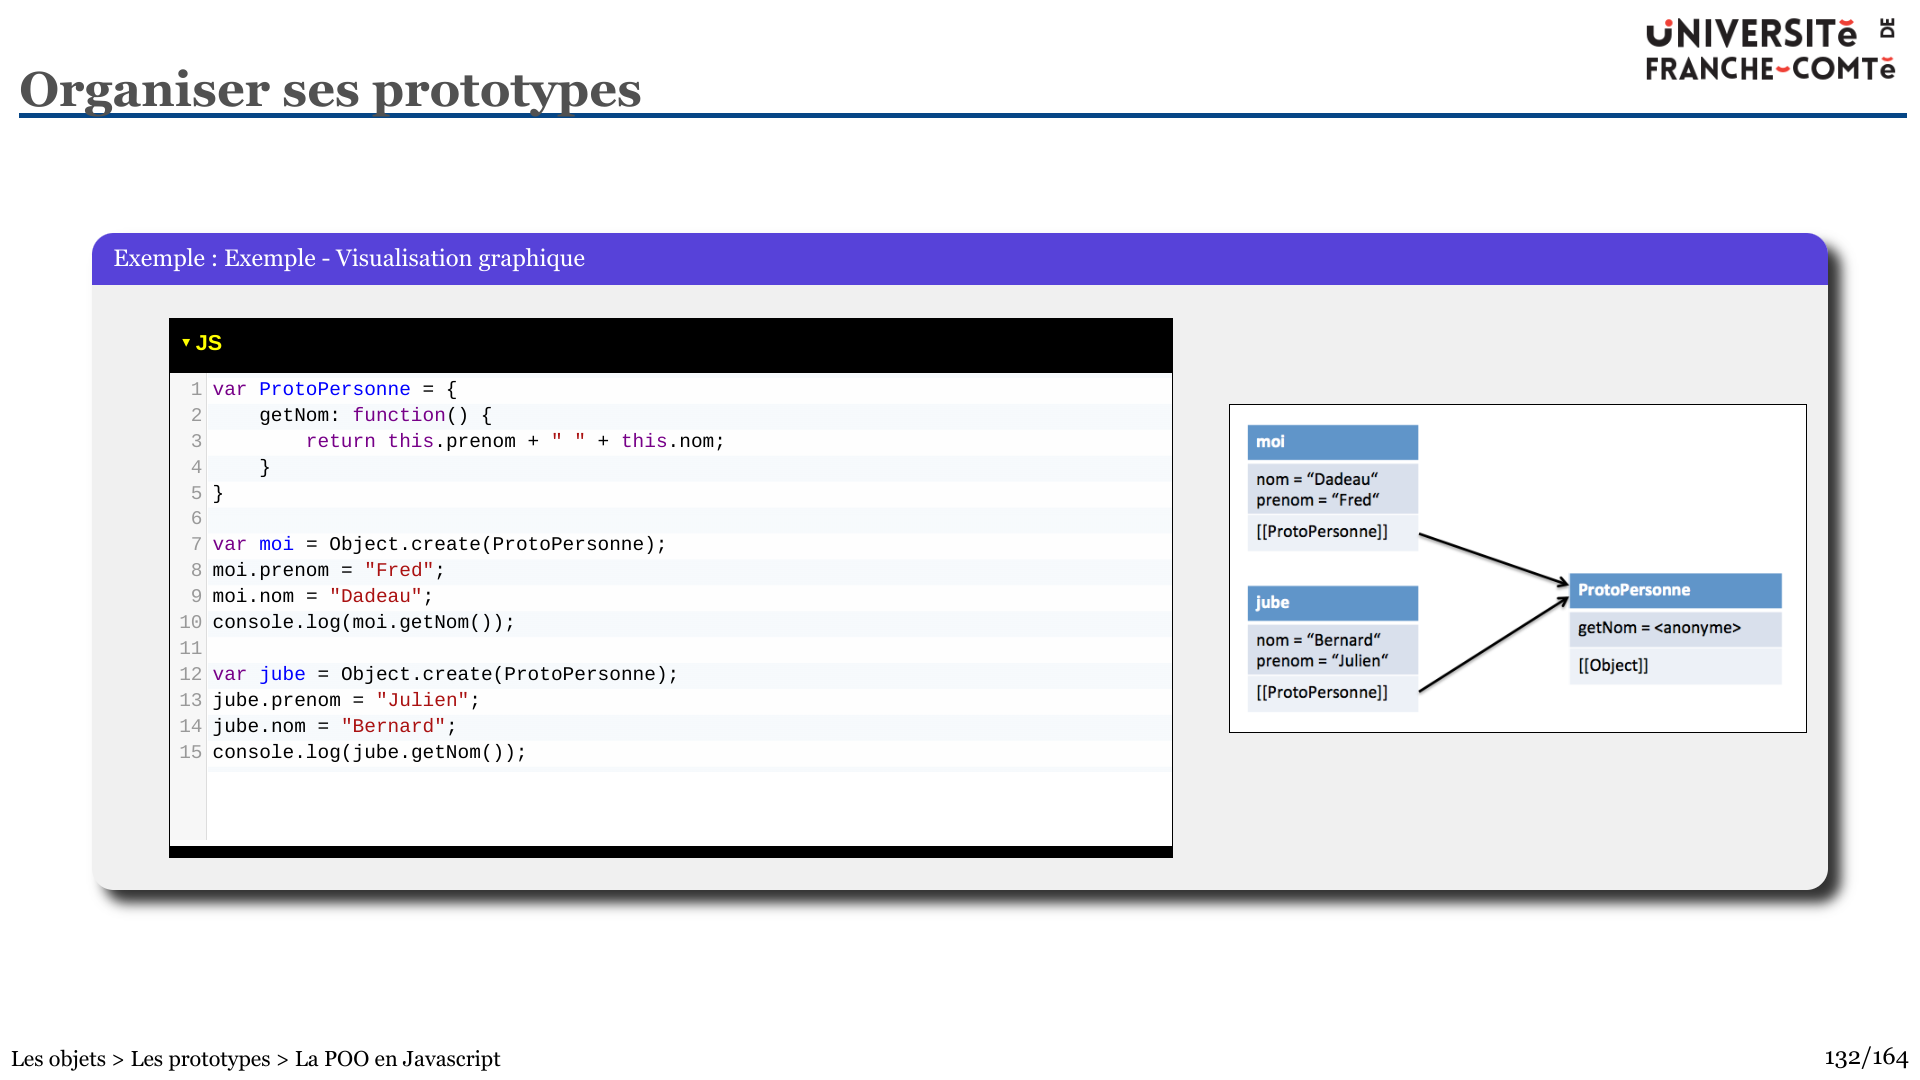 UNIVERSITÉ DE
FRANCHE-COMTÉ
Organiser ses prototypes
Exemple : Exemple - Visualisation graphique
▾ JS
1 var ProtoPersonne = {
2     getNom: function() {
3         return this.prenom + " " + this.nom;
4     }
5 }
6
7 var moi = Object.create(ProtoPersonne);
8 moi.prenom = "Fred";
9 moi.nom = "Dadeau";
10 console.log(moi.getNom());
11
12 var jube = Object.create(ProtoPersonne);
13 jube.prenom = "Julien";
14 jube.nom = "Bernard";
15 console.log(jube.getNom());
moi
nom = “Dadeau“
prenom = “Fred“
[[ProtoPersonne]]
jube
nom = “Bernard“
prenom = “Julien“
[[ProtoPersonne]]
ProtoPersonne
getNom = <anonyme>
[[Object]]
Les objets > Les prototypes > La POO en Javascript
132/164